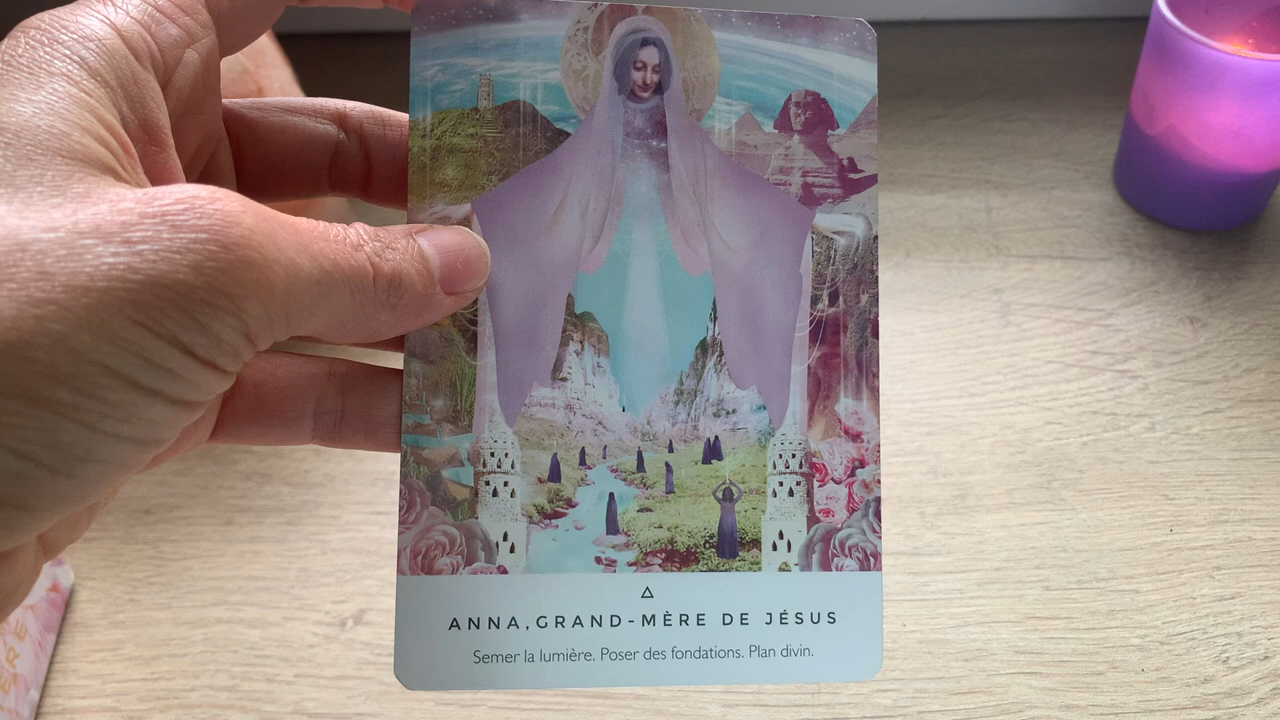 ANNA,GRAND-MÈRE DE JÉSUS
Semer la lumière. Poser des fondations. Plan divin.